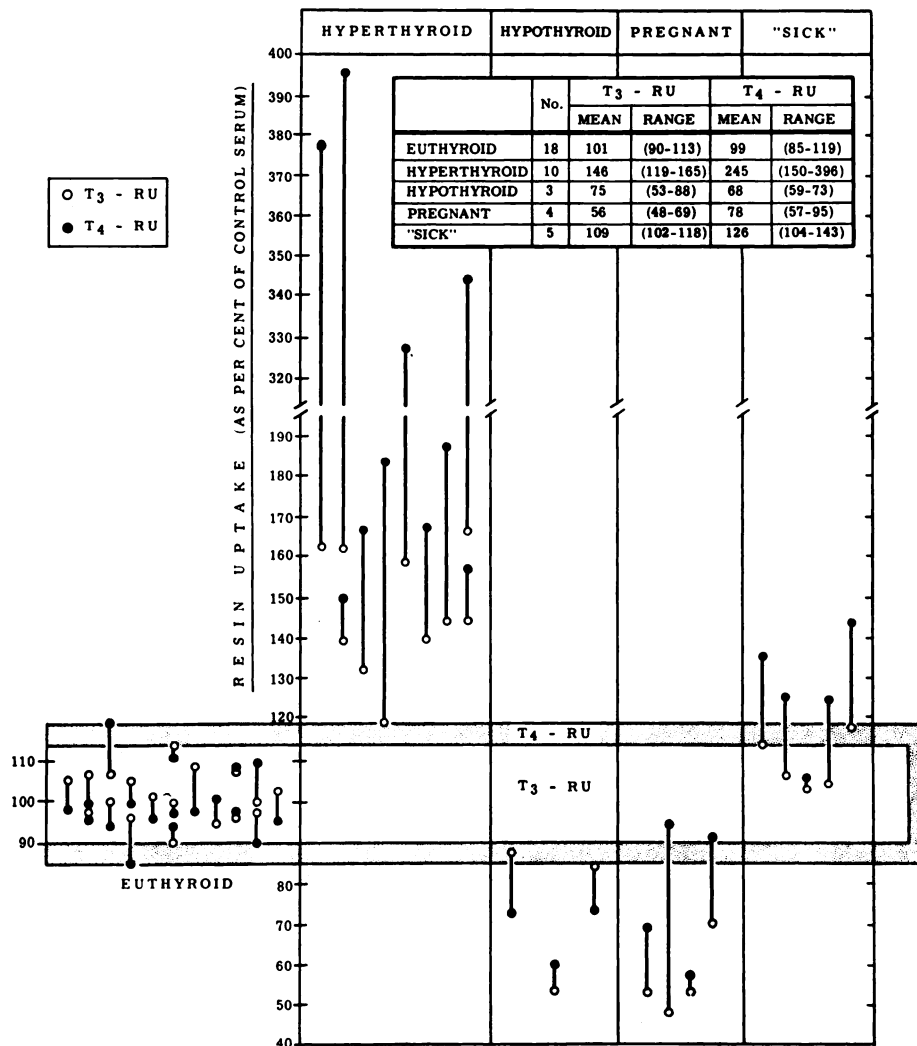 HYPERTHYROID HYPOTHYROID PREGNANT "SICK"
No. T3 - RU T4 - RU
MEAN RANGE MEAN RANGE
EUTHYROID 18 101 (90-113) 99 (85-119)
HYPERTHYROID 10 146 (119-165) 245 (150-396)
HYPOTHYROID 3 75 (53-88) 68 (59-73)
PREGNANT 4 56 (48-69) 78 (57-95)
"SICK" 5 109 (102-118) 126 (104-143)
T3 - RU
T4 - RU
RESIN UPTAKE (AS PER CENT OF CONTROL SERUM)
400
390
380
370
360
350
340
330
320
190
180
170
160
150
140
130
120
110
100
90
80
70
60
50
40
T4 - RU
T3 - RU
EUTHYROID